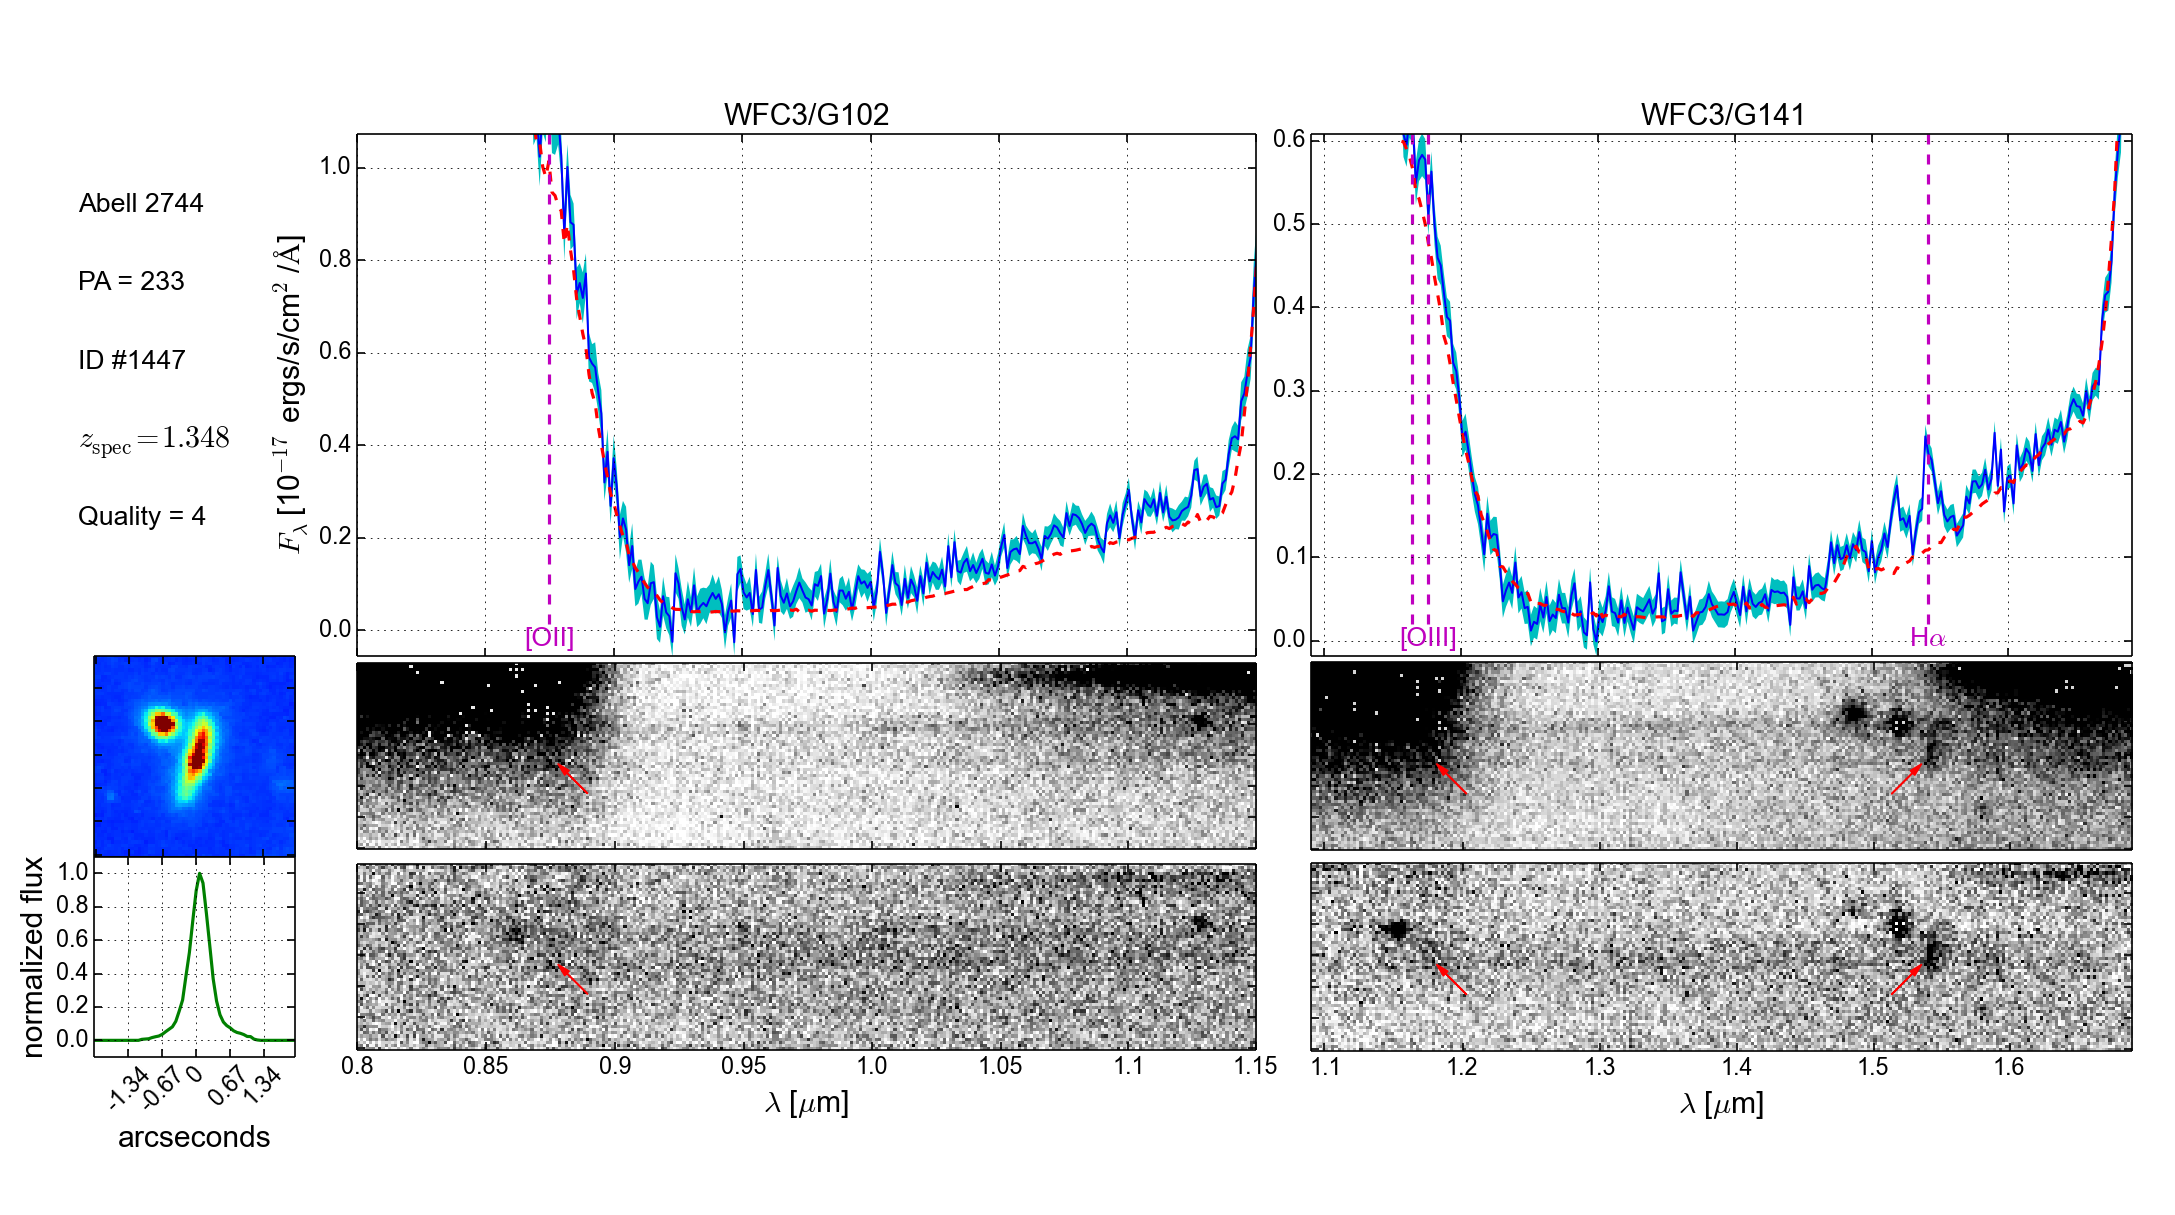 WFC3/G102
WFC3/G141
Abell 2744
PA = 233
ID #1447
z_spec = 1.348
Quality = 4
F_λ [10^−17 ergs/s/cm^2 /Å]
1.0
0.8
0.6
0.4
0.2
0.0
[OII]
0.6
0.5
0.4
0.3
0.2
0.1
0.0
[OIII]
Hα
normalized flux
1.0
0.8
0.6
0.4
0.2
0.0
-1.34
-0.67
0
0.67
1.34
arcseconds
0.8
0.85
0.9
0.95
1.0
1.05
1.1
1.15
λ [μm]
1.1
1.2
1.3
1.4
1.5
1.6
λ [μm]